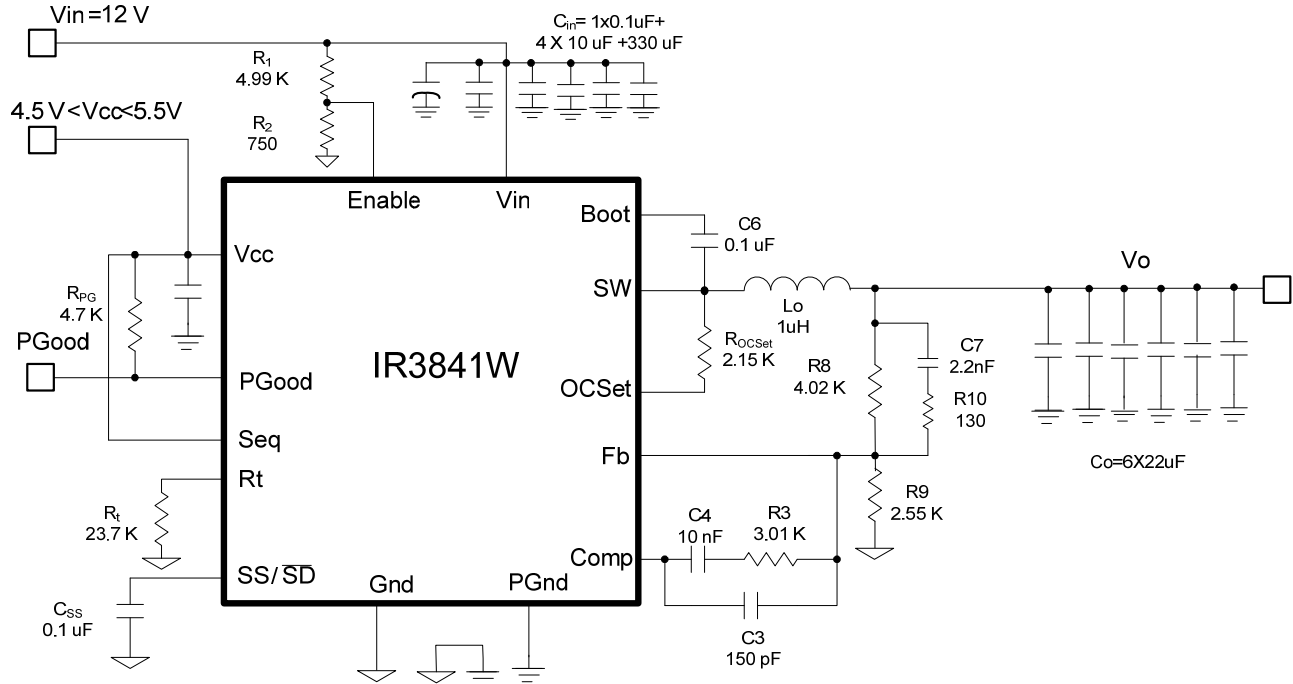 Vin =12 V
Cin= 1x0.1uF+
4 X 10 uF +330 uF
R1
4.99 K
4.5 V<Vcc<5.5V
R2
750
Enable
Vin
Boot
C6
0.1 uF
Vcc
Vo
SW
RPG
4.7 K
Lo
1uH
PGood
ROCSet
2.15 K
C7
2.2nF
IR3841W
R8
4.02 K
PGood
OCSet
R10
130
Seq
Fb
Co=6X22uF
Rt
R9
2.55 K
Rt
23.7 K
C4
10 nF
R3
3.01 K
Comp
SS/SD
Gnd
PGnd
CSS
0.1 uF
C3
150 pF